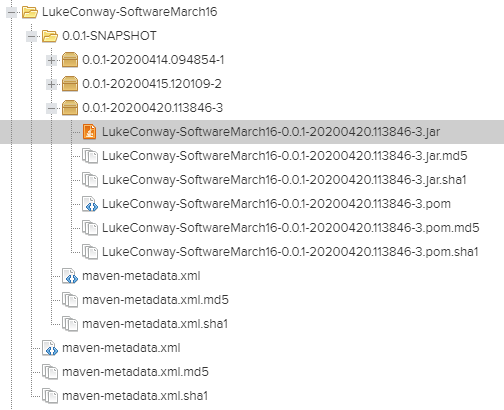 LukeConway-SoftwareMarch16
0.0.1-SNAPSHOT
0.0.1-20200414.094854-1
0.0.1-20200415.120109-2
0.0.1-20200420.113846-3
LukeConway-SoftwareMarch16-0.0.1-20200420.113846-3.jar
LukeConway-SoftwareMarch16-0.0.1-20200420.113846-3.jar.md5
LukeConway-SoftwareMarch16-0.0.1-20200420.113846-3.jar.sha1
LukeConway-SoftwareMarch16-0.0.1-20200420.113846-3.pom
LukeConway-SoftwareMarch16-0.0.1-20200420.113846-3.pom.md5
LukeConway-SoftwareMarch16-0.0.1-20200420.113846-3.pom.sha1
maven-metadata.xml
maven-metadata.xml.md5
maven-metadata.xml.sha1
maven-metadata.xml
maven-metadata.xml.md5
maven-metadata.xml.sha1